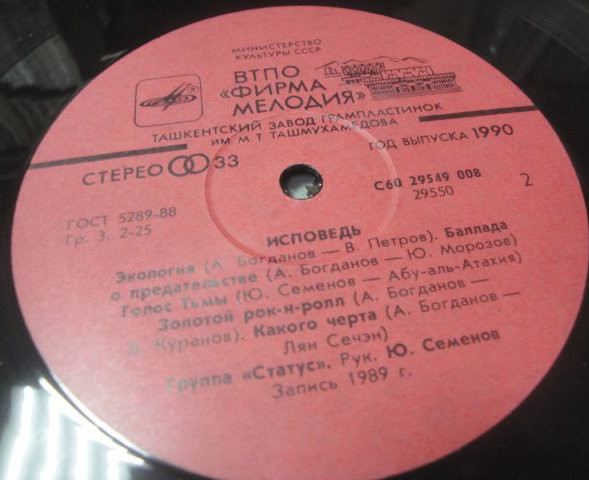 МИНИСТЕРСТВО
КУЛЬТУРЫ СССР
ВТПО
«ФИРМА
МЕЛОДИЯ»
ТАШКЕНТСКИЙ ЗАВОД ГРАМПЛАСТИНОК
ИМ М Т ТАШМУХАМЕДОВА
ГОД ВЫПУСКА 1990
СТЕРЕО 33
С60 29549 008
29550
2
ГОСТ 5289-88
Гр. 3. 2-25
ИСПОВЕДЬ
Экология (А. Богданов — В. Петров). Баллада
о предательстве (А. Богданов — Ю. Морозов)
Голос Тьмы (Ю. Семенов — Абу-аль-Атахия)
Золотой рок-н-ролл (А. Богданов —
В. Куранов). Какого черта (А. Богданов —
Лян Сечэн)
Группа «Статус». Рук. Ю. Семенов
Запись 1989 г.